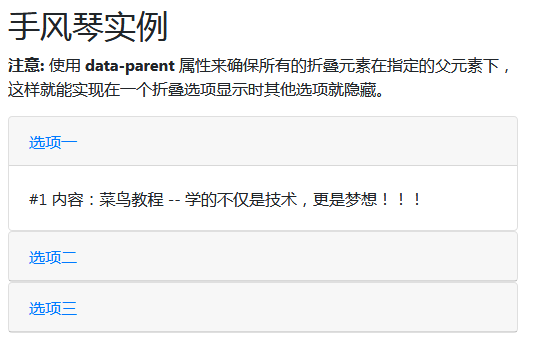 手风琴实例
注意: 使用 data-parent 属性来确保所有的折叠元素在指定的父元素下，
这样就能实现在一个折叠选项显示时其他选项就隐藏。
选项一
#1 内容：菜鸟教程 -- 学的不仅是技术，更是梦想！！！
选项二
选项三